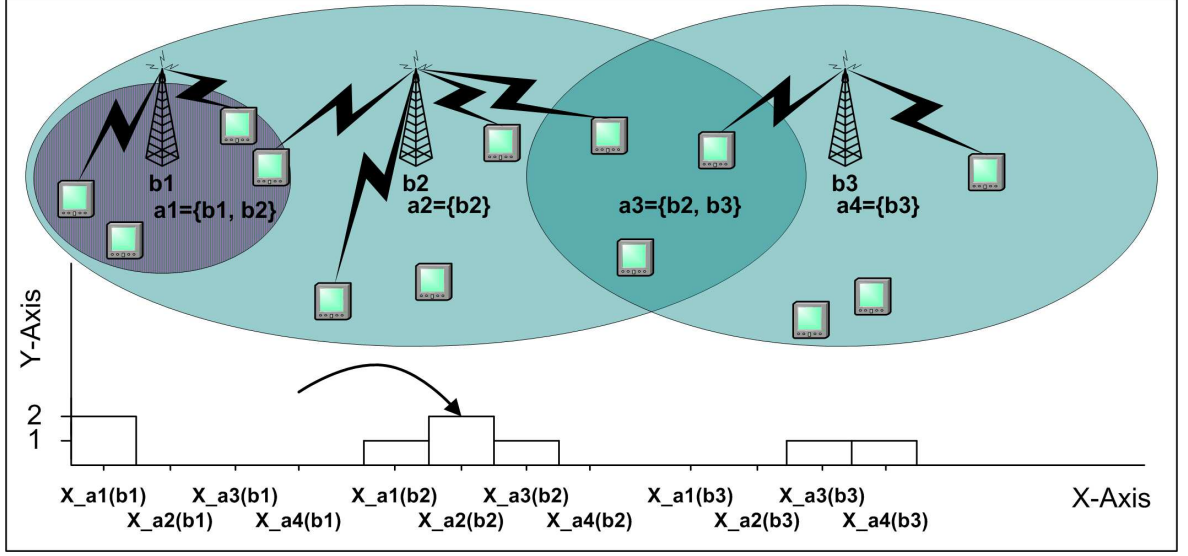 b1
a1={b1, b2}
b2
a2={b2}
a3={b2, b3}
b3
a4={b3}
Y-Axis
2
1
X_a1(b1)
X_a2(b1)
X_a3(b1)
X_a4(b1)
X_a1(b2)
X_a2(b2)
X_a3(b2)
X_a4(b2)
X_a1(b3)
X_a2(b3)
X_a3(b3)
X_a4(b3)
X-Axis